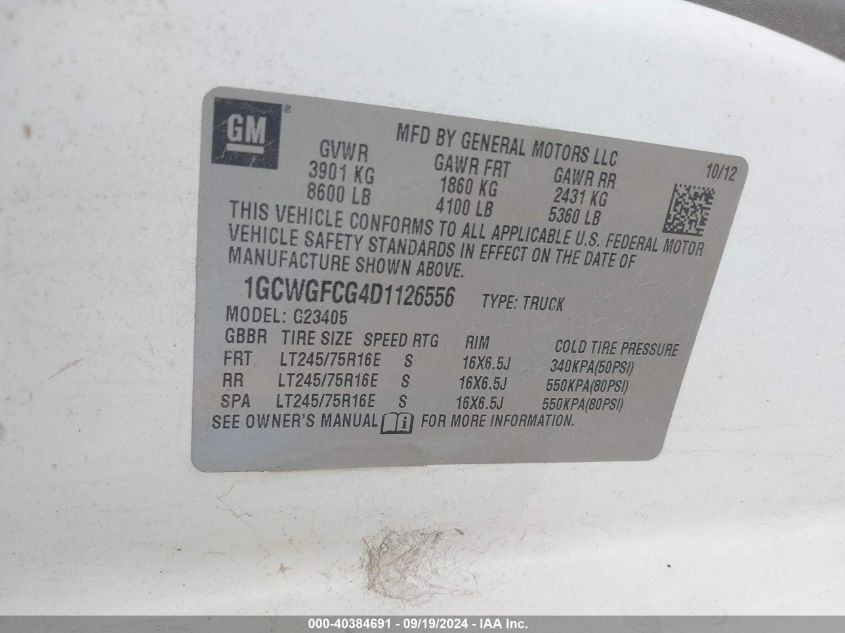 GM ®
MFD BY GENERAL MOTORS LLC
10/12
GVWR GAWR FRT GAWR RR
3901 KG 1860 KG 2431 KG
8600 LB 4100 LB 5360 LB
THIS VEHICLE CONFORMS TO ALL APPLICABLE U.S. FEDERAL MOTOR
VEHICLE SAFETY STANDARDS IN EFFECT ON THE DATE OF
MANUFACTURE SHOWN ABOVE.
1GCWGFCG4D1126556 TYPE: TRUCK
MODEL: G23405
GBBR TIRE SIZE SPEED RTG RIM COLD TIRE PRESSURE
FRT LT245/75R16E S 16X6.5J 340KPA(50PSI)
RR LT245/75R16E S 16X6.5J 550KPA(80PSI)
SPA LT245/75R16E S 16X6.5J 550KPA(80PSI)
SEE OWNER'S MANUAL i FOR MORE INFORMATION.
000-40384691 - 09/19/2024 - IAA Inc.